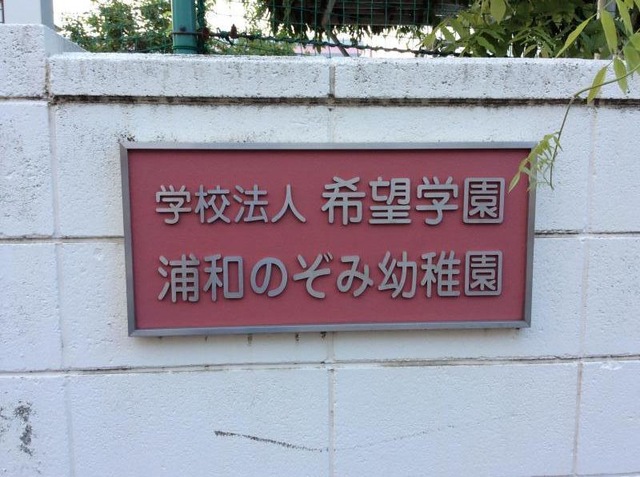 学校法人 希望学園
浦和のぞみ幼稚園